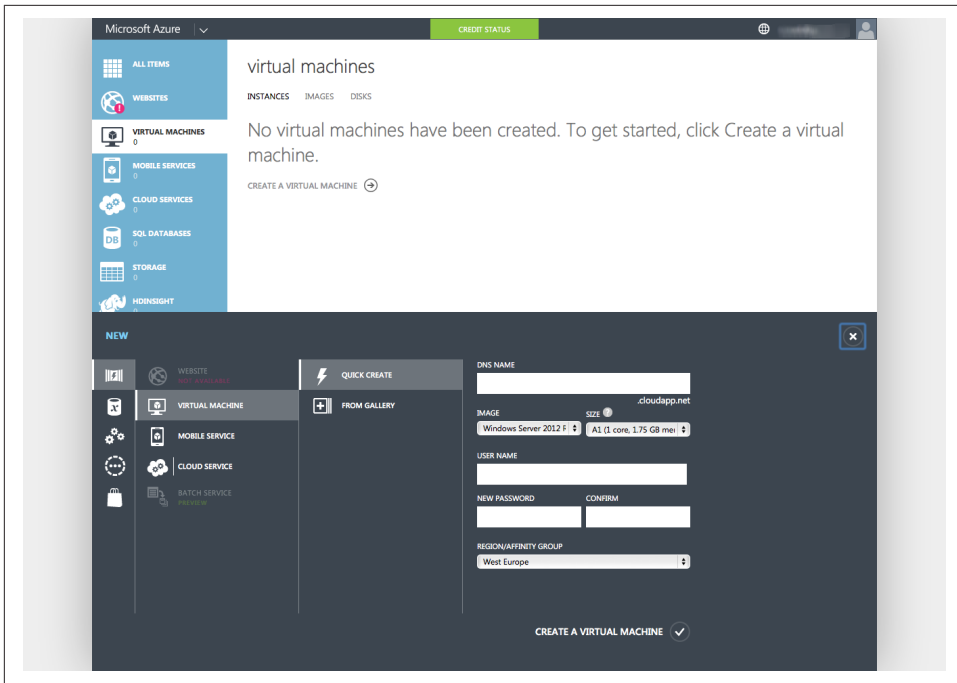 Microsoft Azure
CREDIT STATUS
ALL ITEMS
WEBSITES
!
VIRTUAL MACHINES
0
MOBILE SERVICES
0
CLOUD SERVICES
0
DB
SQL DATABASES
0
STORAGE
0
HDINSIGHT
0
virtual machines
INSTANCES IMAGES DISKS
No virtual machines have been created. To get started, click Create a virtual
machine.
CREATE A VIRTUAL MACHINE
NEW
WEBSITE
NOT AVAILABLE
VIRTUAL MACHINE
MOBILE SERVICE
CLOUD SERVICE
BATCH SERVICE
PREVIEW
QUICK CREATE
FROM GALLERY
DNS NAME
.cloudapp.net
IMAGE SIZE ?
Windows Server 2012 F A1 (1 core, 1.75 GB mei
USER NAME
NEW PASSWORD CONFIRM
REGION/AFFINITY GROUP
West Europe
CREATE A VIRTUAL MACHINE